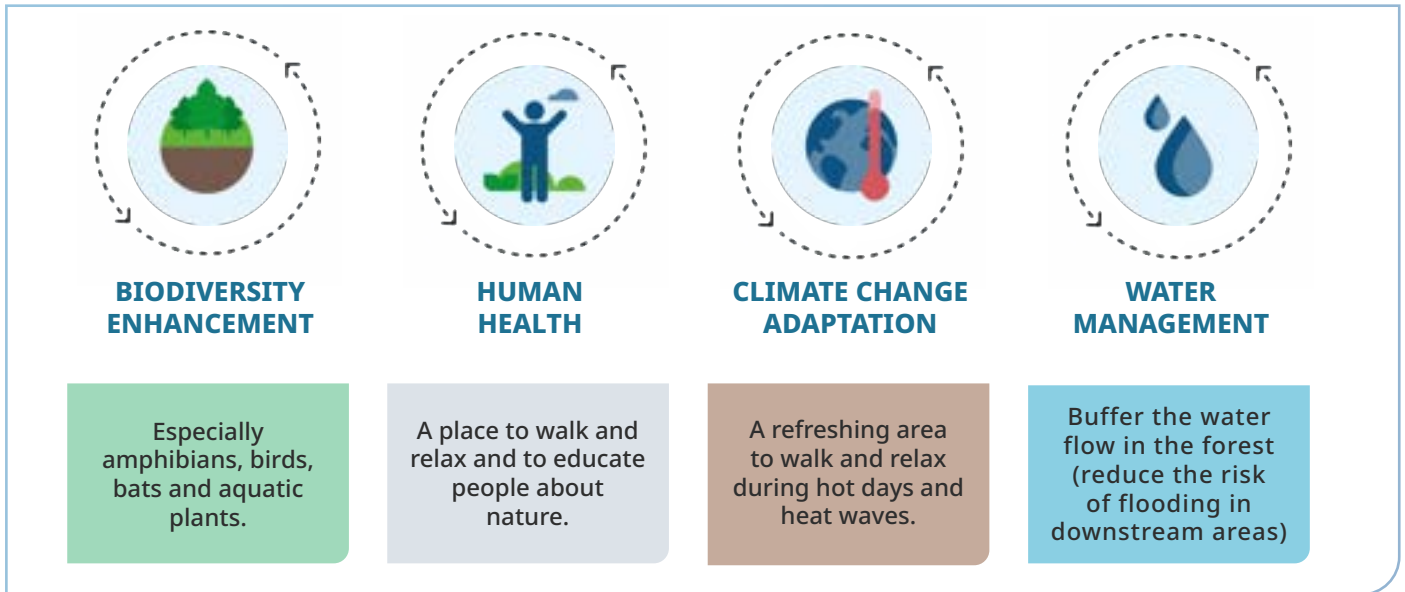 BIODIVERSITY
ENHANCEMENT
Especially
amphibians, birds,
bats and aquatic
plants.
HUMAN
HEALTH
A place to walk and
relax and to educate
people about
nature.
CLIMATE CHANGE
ADAPTATION
A refreshing area
to walk and relax
during hot days and
heat waves.
WATER
MANAGEMENT
Buffer the water
flow in the forest
(reduce the risk
of flooding in
downstream areas)